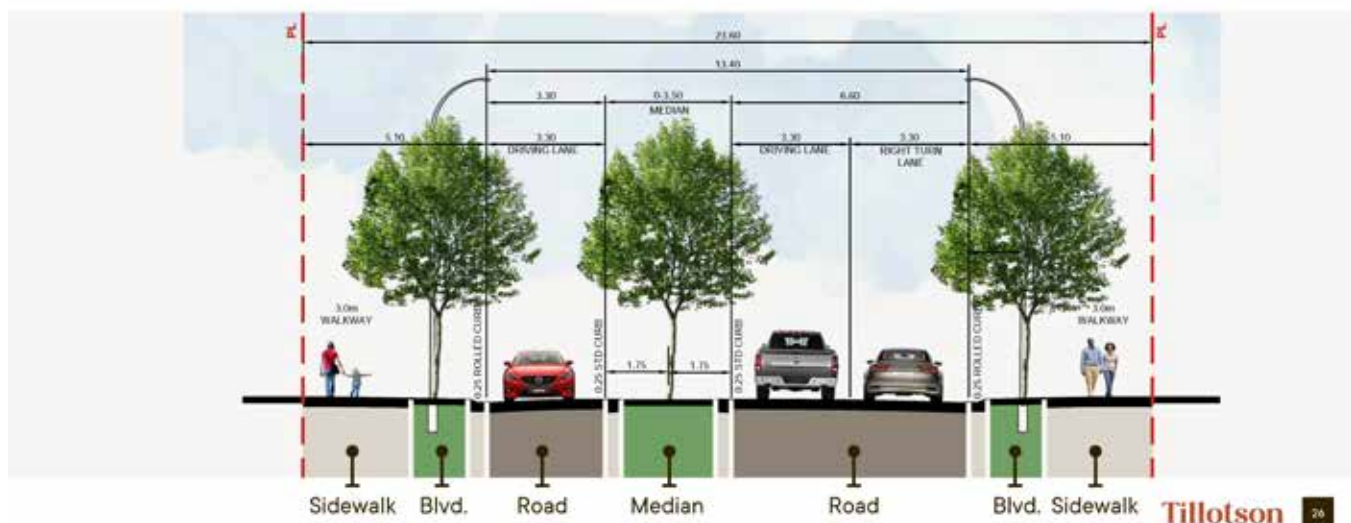 PL
PL
23.60
13.40
3.30
0-3.50
MEDIAN
6.60
5.10
3.30
DRIVING LANE
3.30
DRIVING LANE
3.30
RIGHT TURN
LANE
5.10
3.0m
WALKWAY
0.25 ROLLED CURB
0.25 STD CURB
1.75
1.75
0.25 STD CURB
0.25 ROLLED CURB
3.0m
WALKWAY
Sidewalk
Blvd.
Road
Median
Road
Blvd.
Sidewalk
Tillotson
26